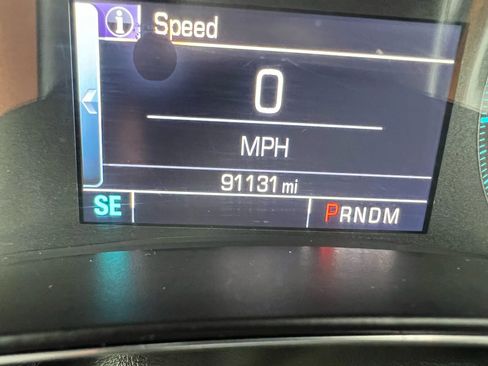 i Speed
0
MPH
91131 mi
SE PRNDM